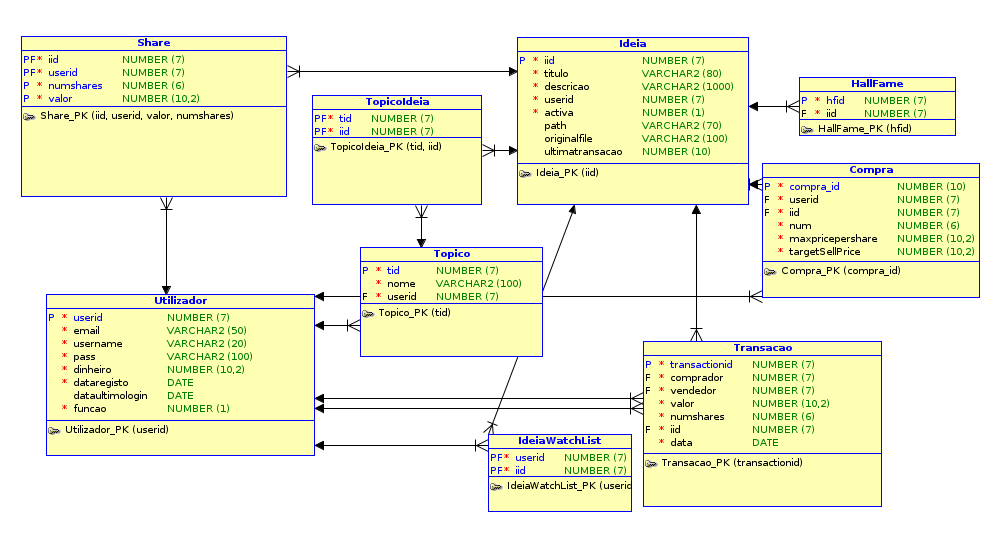 Share
PF* iid NUMBER (7)
PF* userid NUMBER (7)
P * numshares NUMBER (6)
P * valor NUMBER (10,2)
Share_PK (iid, userid, valor, numshares)
TopicoIdeia
PF* tid NUMBER (7)
PF* iid NUMBER (7)
TopicoIdeia_PK (tid, iid)
Ideia
P * iid NUMBER (7)
* titulo VARCHAR2 (80)
* descricao VARCHAR2 (1000)
* userid NUMBER (7)
* activa NUMBER (1)
path VARCHAR2 (70)
originalfile VARCHAR2 (100)
ultimatransacao NUMBER (10)
Ideia_PK (iid)
HallFame
P * hfid NUMBER (7)
F * iid NUMBER (7)
HallFame_PK (hfid)
Compra
P * compra_id NUMBER (10)
F * userid NUMBER (7)
F * iid NUMBER (7)
* num NUMBER (6)
* maxpricepershare NUMBER (10,2)
* targetSellPrice NUMBER (10,2)
Compra_PK (compra_id)
Topico
P * tid NUMBER (7)
* nome VARCHAR2 (100)
F * userid NUMBER (7)
Topico_PK (tid)
Utilizador
P * userid NUMBER (7)
* email VARCHAR2 (50)
* username VARCHAR2 (20)
* pass VARCHAR2 (100)
* dinheiro NUMBER (10,2)
* dataregisto DATE
dataultimologin DATE
* funcao NUMBER (1)
Utilizador_PK (userid)
Transacao
P * transactionid NUMBER (7)
F * comprador NUMBER (7)
F * vendedor NUMBER (7)
* valor NUMBER (10,2)
* numshares NUMBER (6)
F * iid NUMBER (7)
* data DATE
Transacao_PK (transactionid)
IdeiaWatchList
PF* userid NUMBER (7)
PF* iid NUMBER (7)
IdeiaWatchList_PK (userid